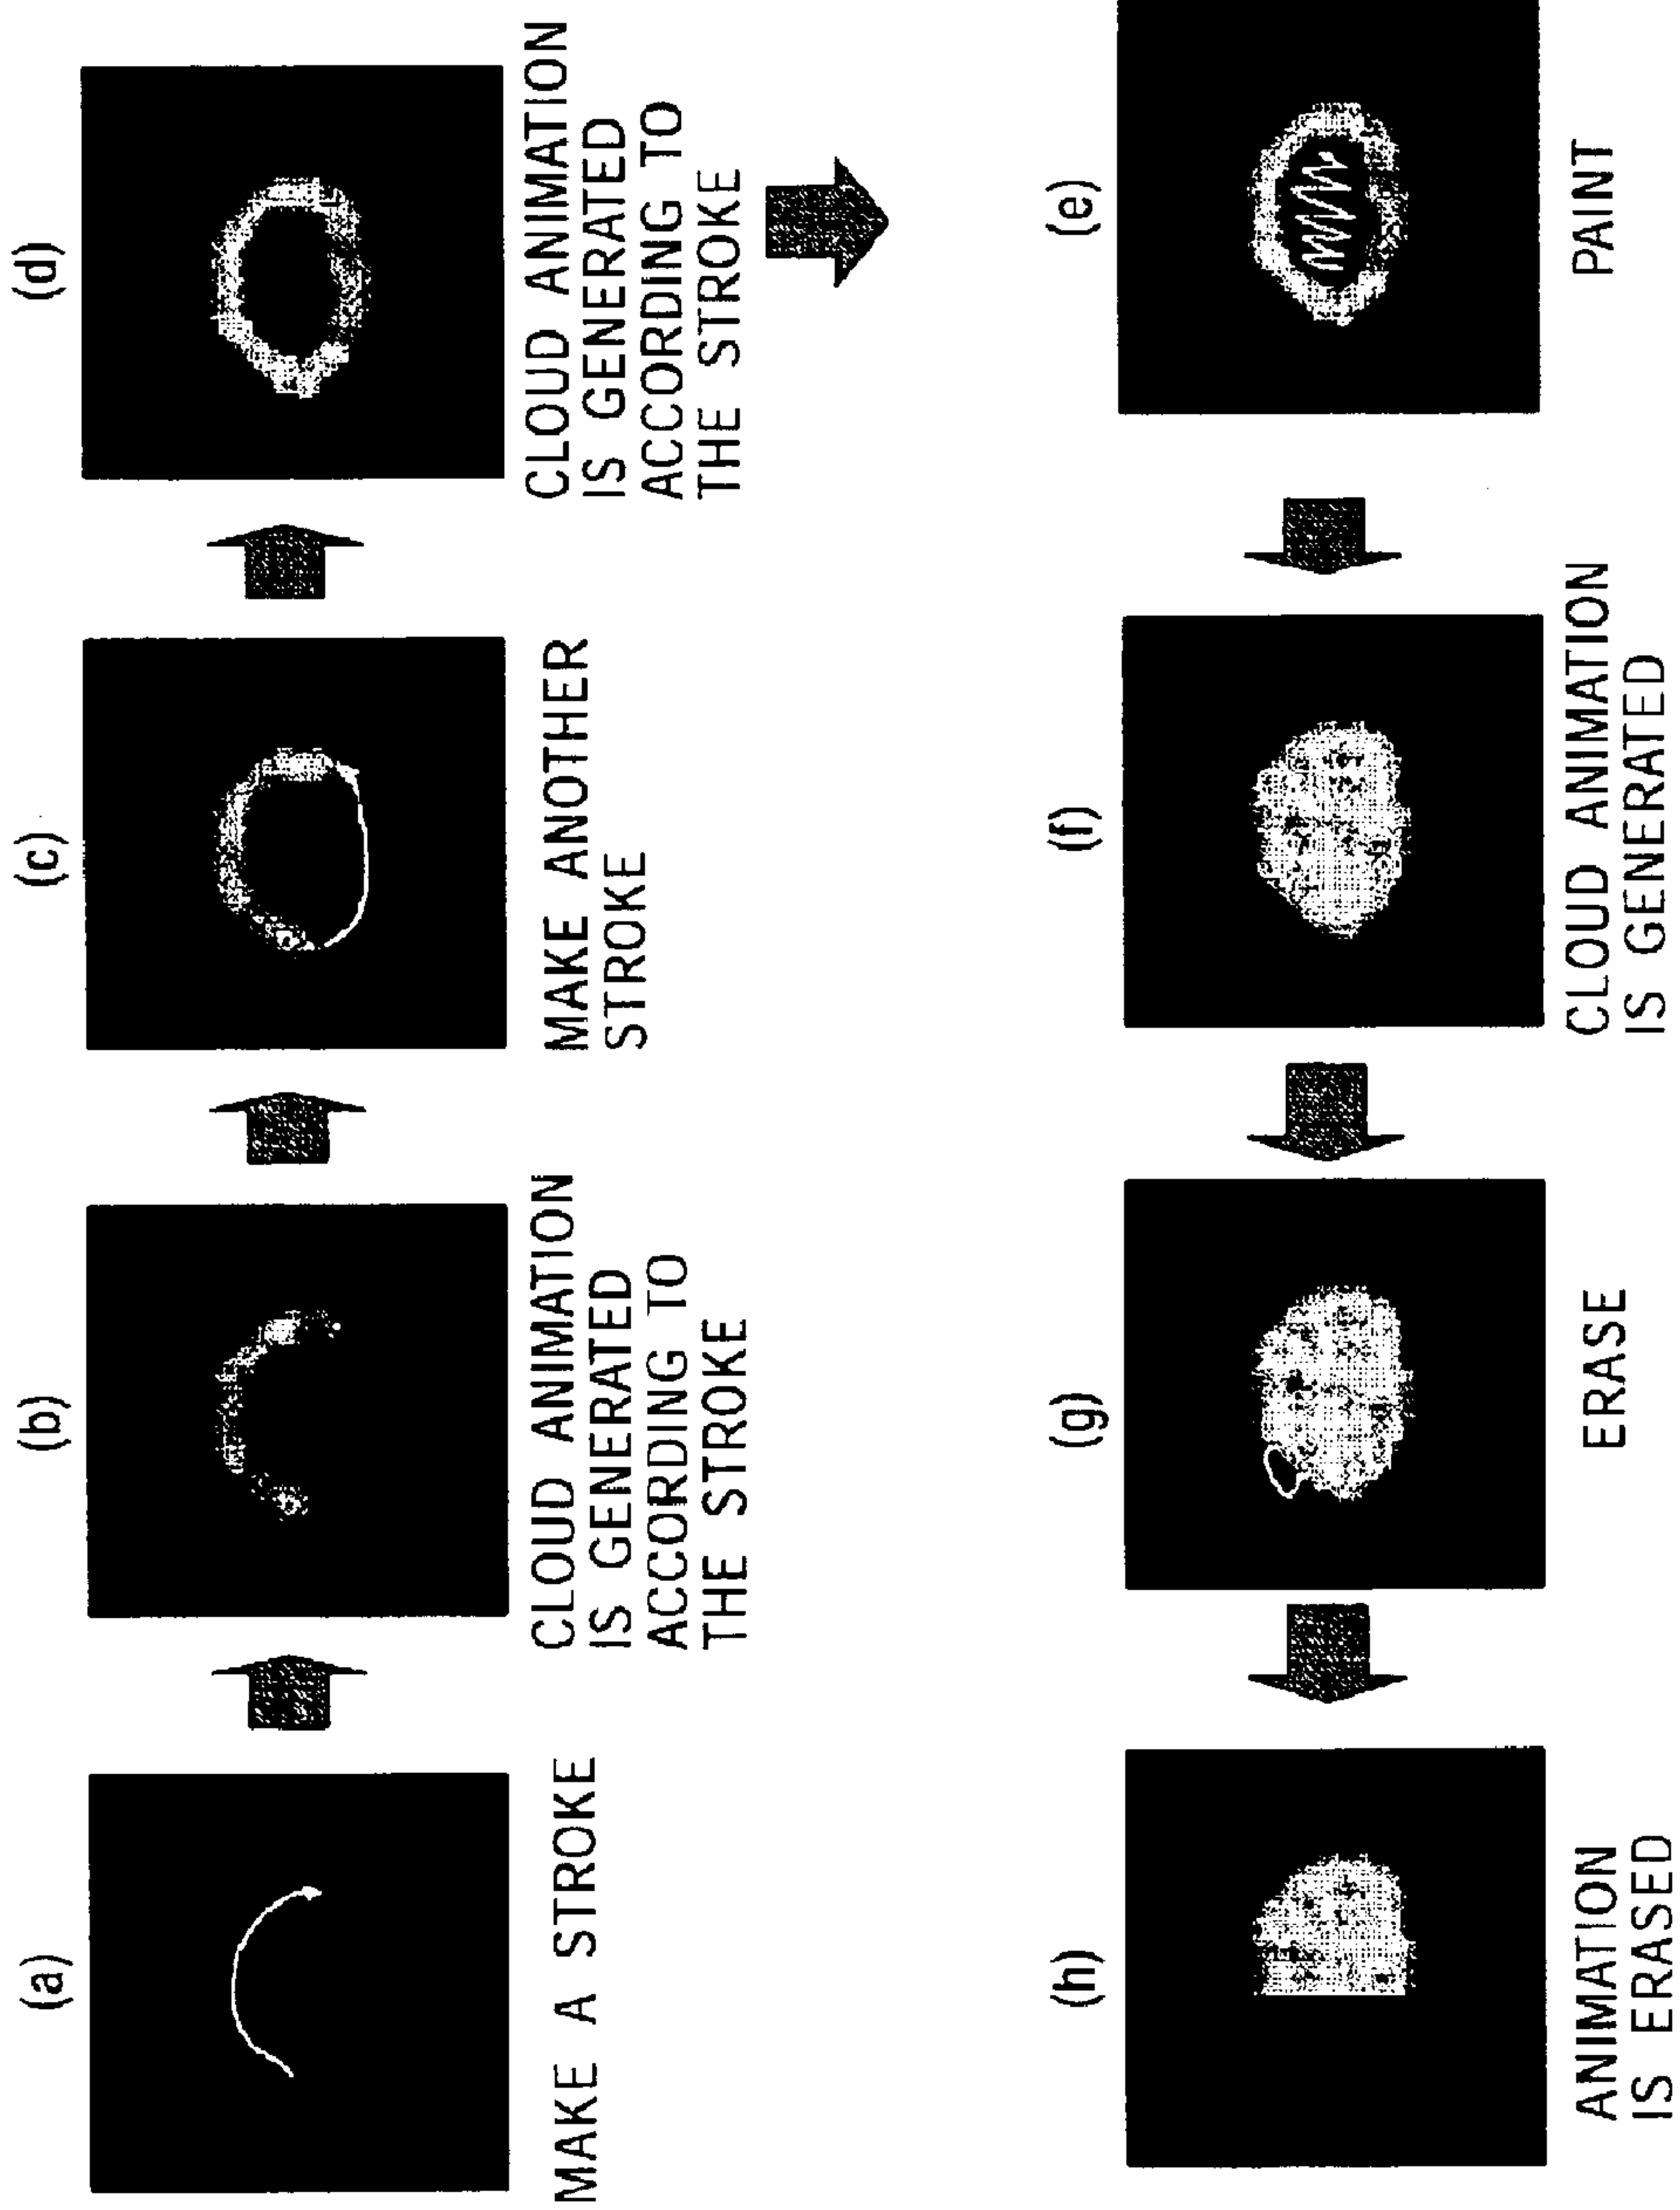 (a)
MAKE A STROKE
(b)
CLOUD ANIMATION
IS GENERATED
ACCORDING TO
THE STROKE
(c)
MAKE ANOTHER
STROKE
(d)
CLOUD ANIMATION
IS GENERATED
ACCORDING TO
THE STROKE
(e)
PAINT
(f)
CLOUD ANIMATION
IS GENERATED
(g)
ERASE
(h)
ANIMATION
IS ERASED